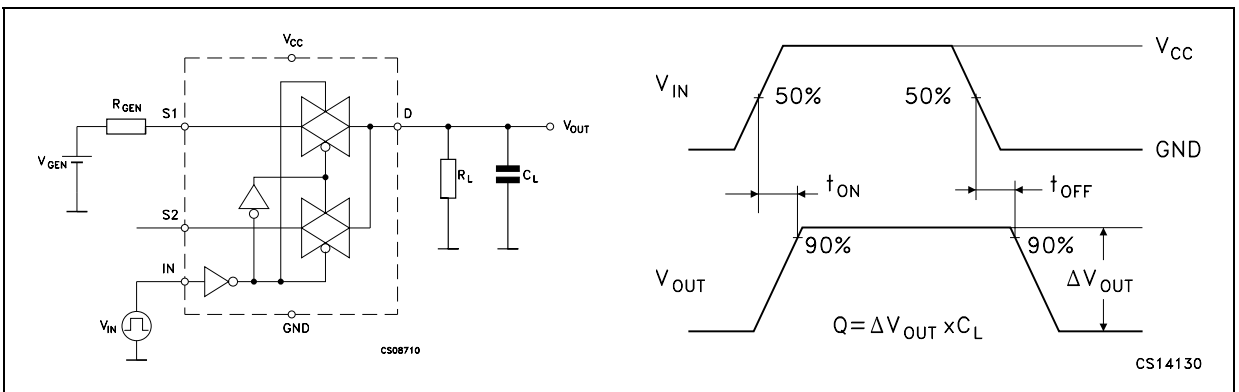 VCC
RGEN
S1
D
VOUT
VGEN
RL
CL
S2
IN
VIN
GND
CS08710
VIN
50%
50%
VCC
GND
tON
tOFF
90%
90%
VOUT
ΔVOUT
Q=ΔVOUT xCL
CS14130